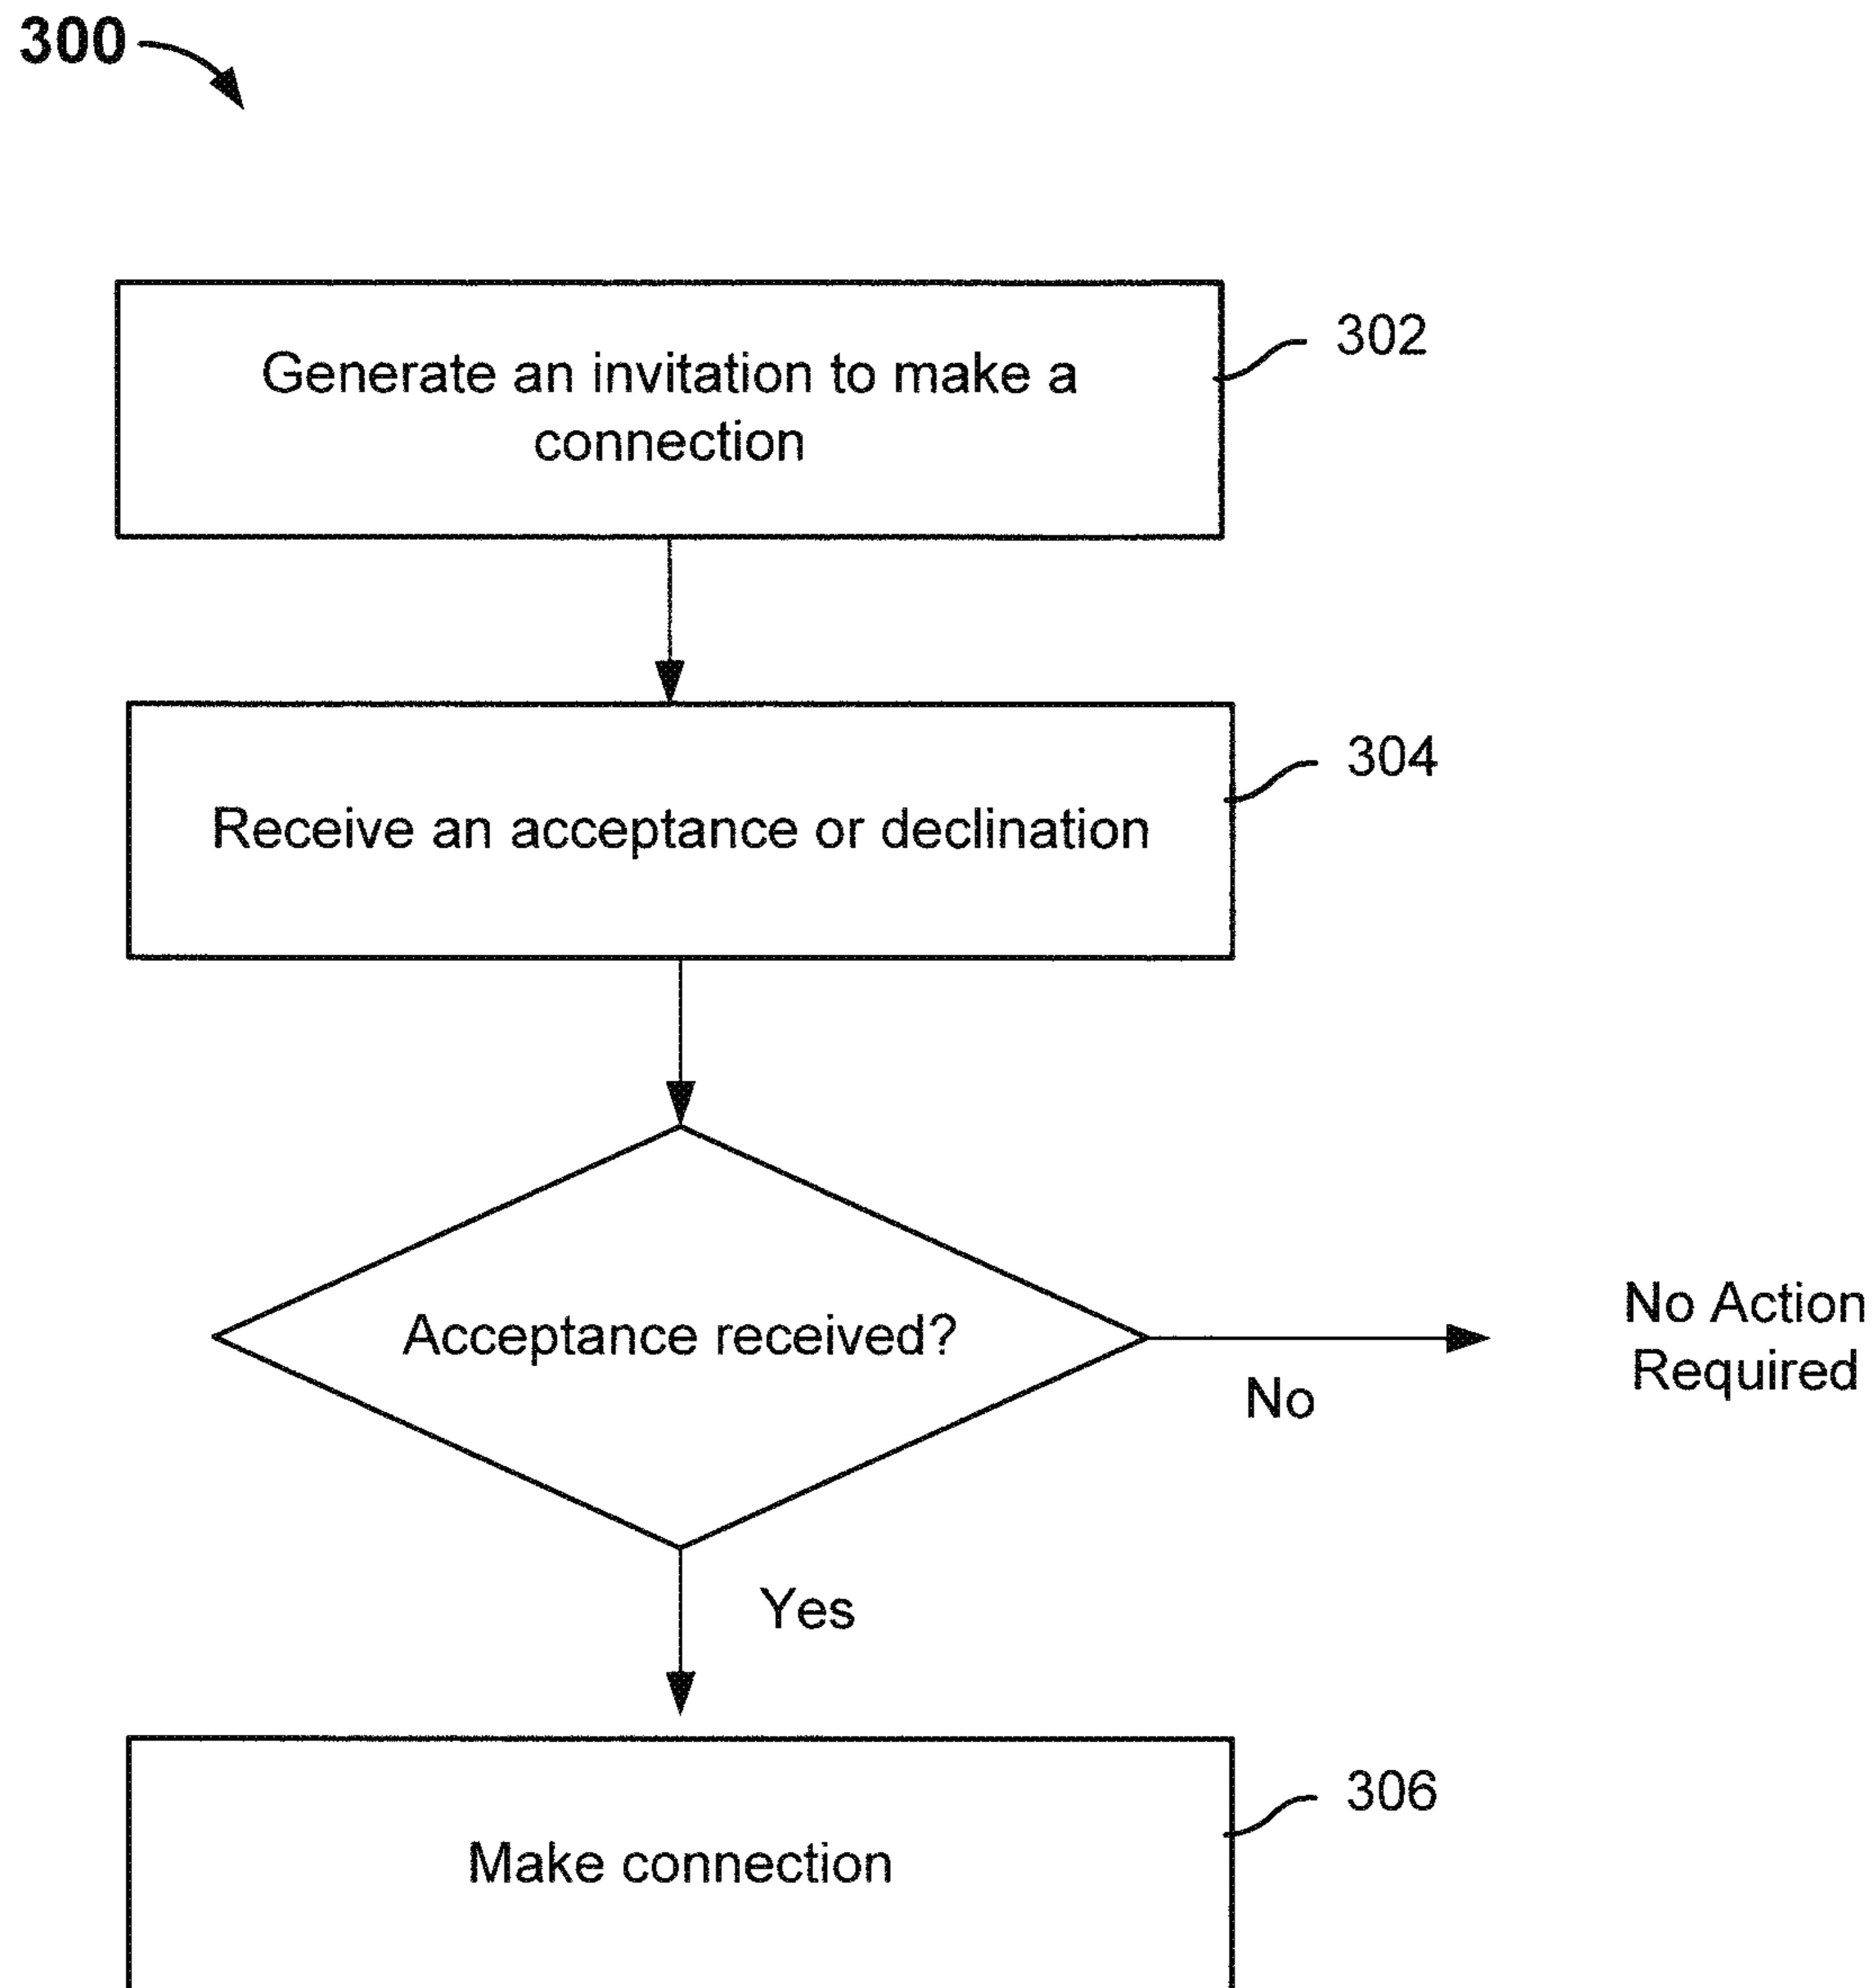 300
Generate an invitation to make a
connection
302
Receive an acceptance or declination
304
Acceptance received?
No
No Action
Required
Yes
Make connection
306